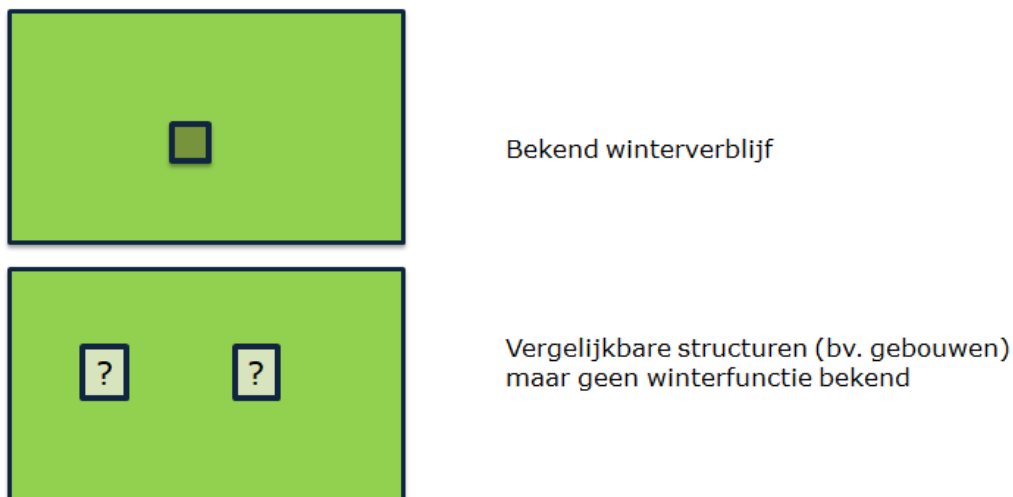 Bekend winterverblijf
? ?
Vergelijkbare structuren (bv. gebouwen)
maar geen winterfunctie bekend